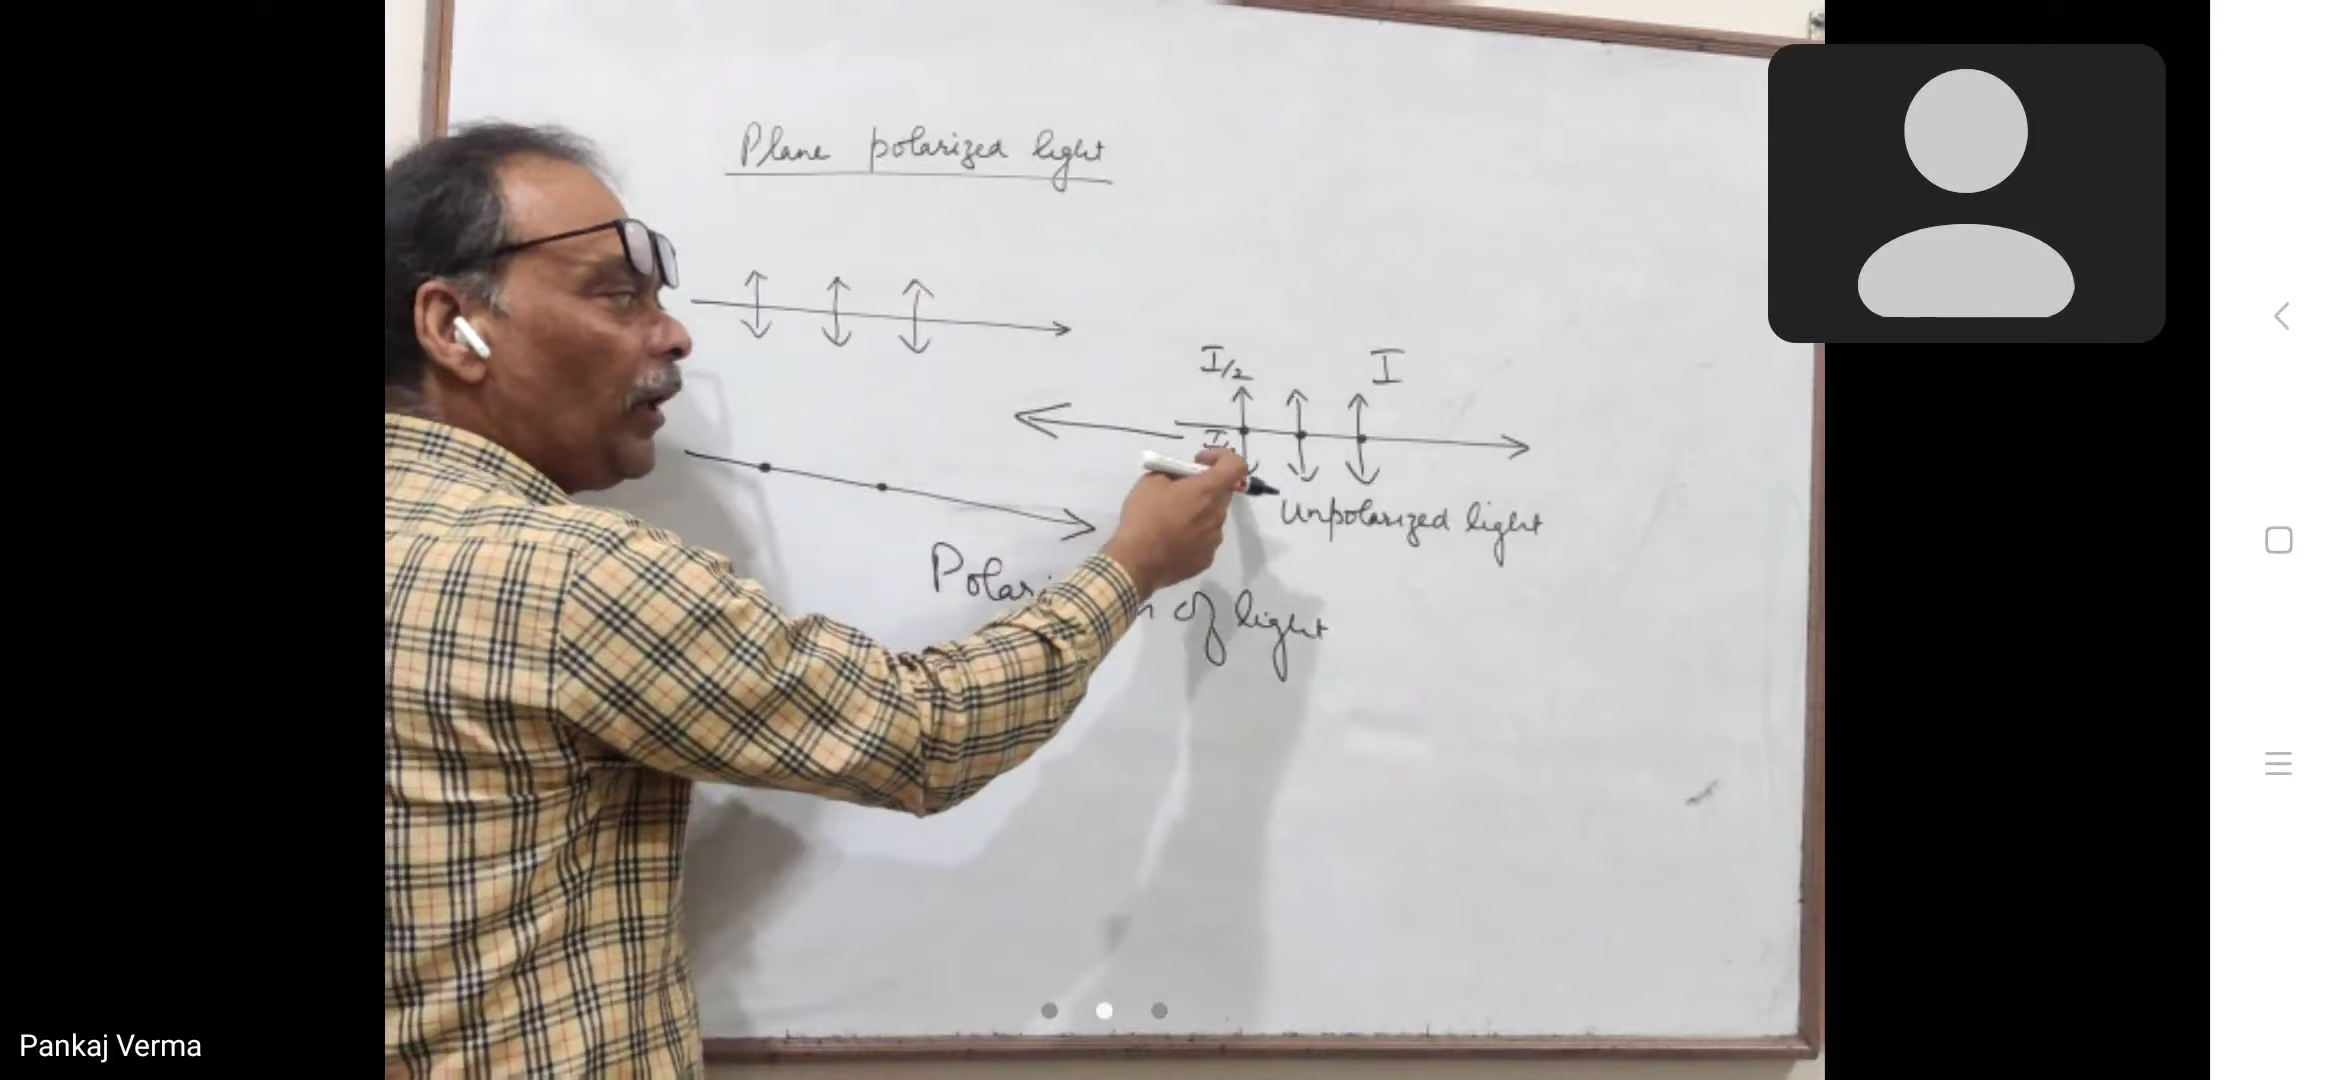 Plane polarized light
I/2
I
I
Unpolarized light
of light
Pankaj Verma